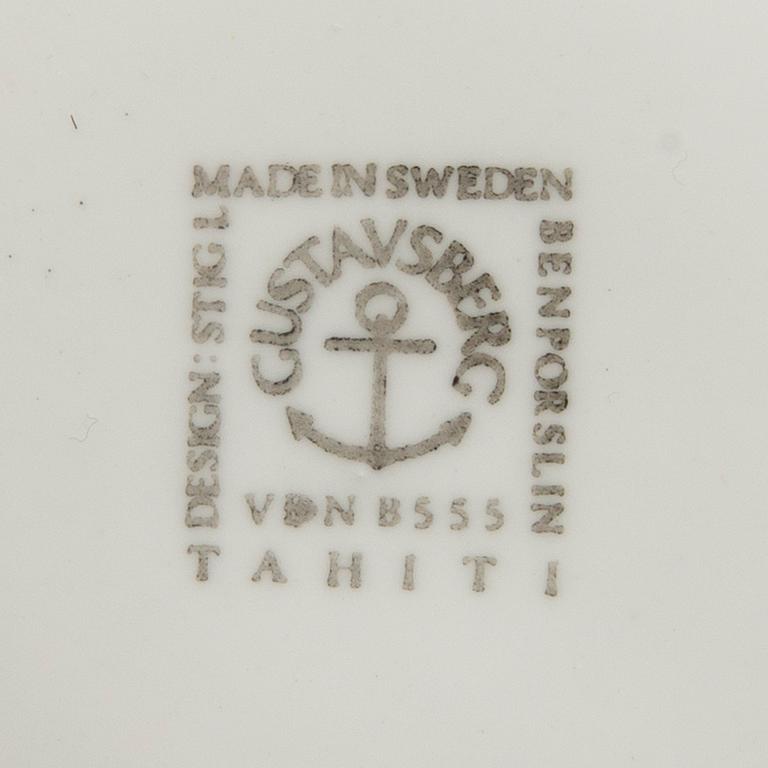 MADE IN SWEDEN
DESIGN: STIG L
GUSTAVSBERG
BENPORSLIN
VDN B555
TAHITI